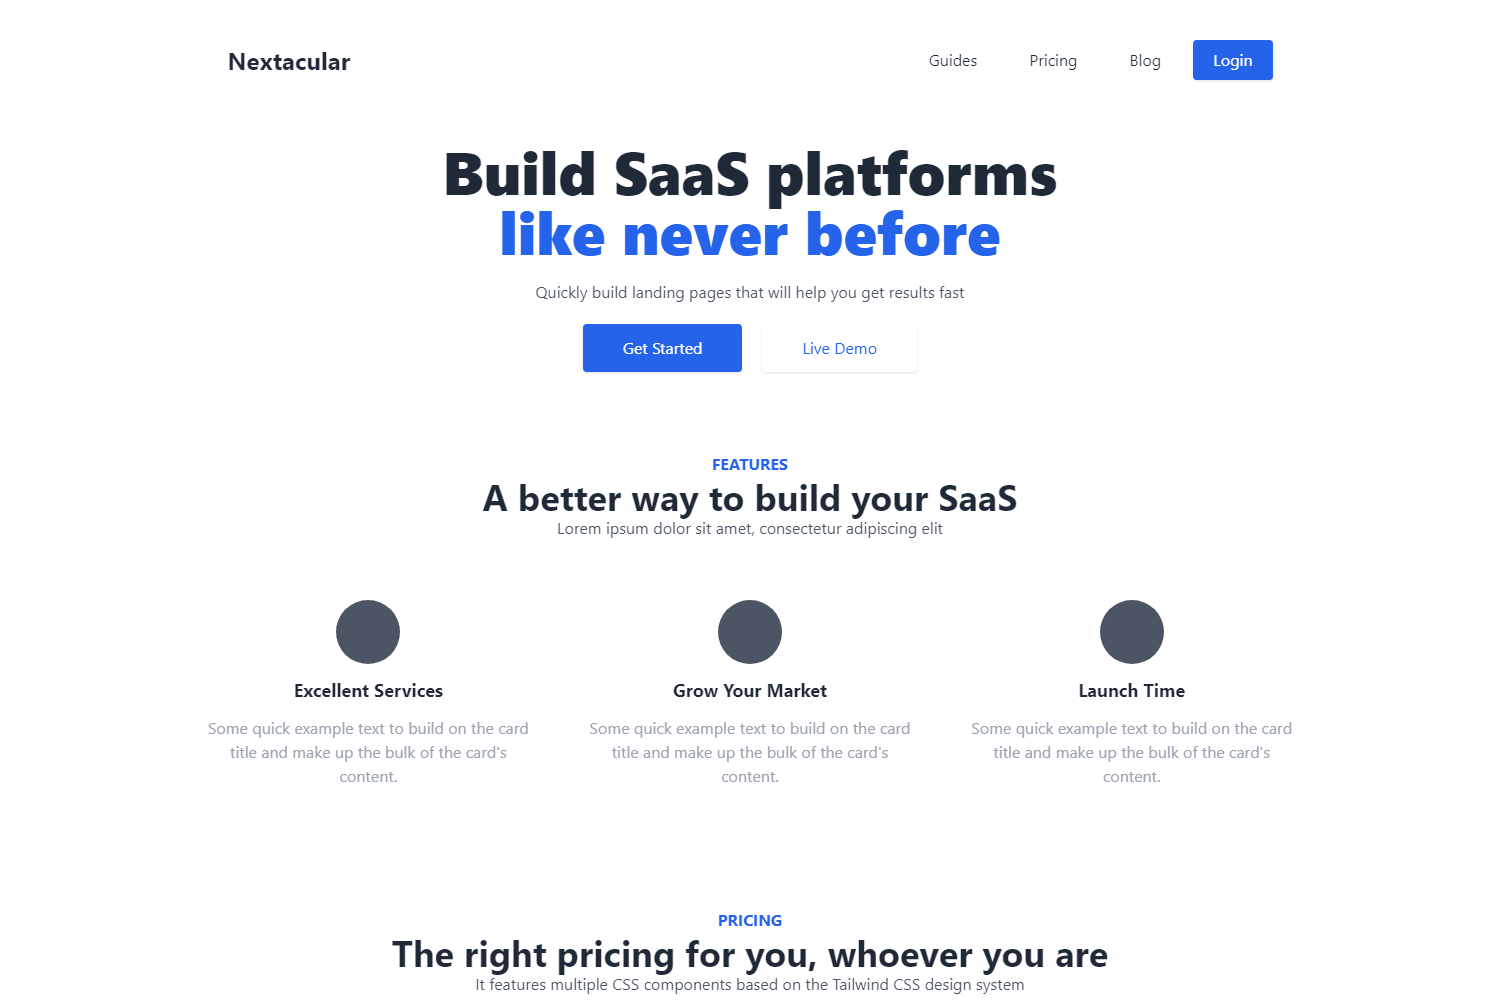 Nextacular
Guides
Pricing
Blog
Login
Build SaaS platforms
like never before
Quickly build landing pages that will help you get results fast
Get Started
Live Demo
FEATURES
A better way to build your SaaS
Lorem ipsum dolor sit amet, consectetur adipiscing elit
Excellent Services
Some quick example text to build on the card
title and make up the bulk of the card's
content.
Grow Your Market
Some quick example text to build on the card
title and make up the bulk of the card's
content.
Launch Time
Some quick example text to build on the card
title and make up the bulk of the card's
content.
PRICING
The right pricing for you, whoever you are
It features multiple CSS components based on the Tailwind CSS design system